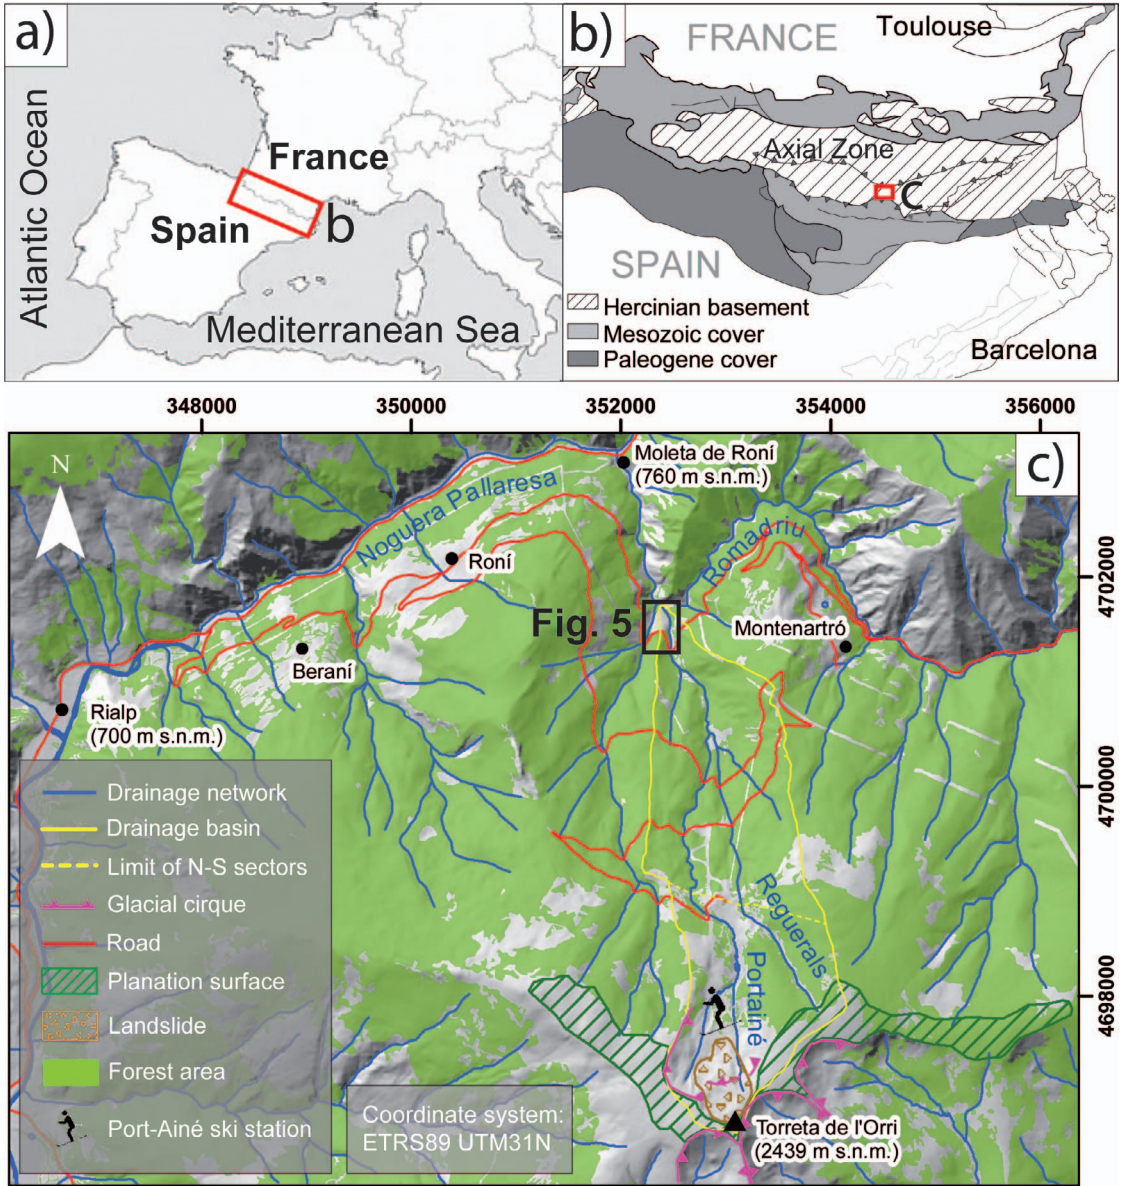 a)
Atlantic Ocean
France
Spain
b
Mediterranean Sea
b)
FRANCE
Toulouse
Axial Zone
C
SPAIN
Hercinian basement
Mesozoic cover
Paleogene cover
Barcelona
348000
350000
352000
354000
356000
c)
N
Moleta de Roní
(760 m s.n.m.)
Noguera Pallaresa
Romadriu
Roní
4702000
Fig. 5
Montenartró
Beraní
Rialp
(700 m s.n.m.)
4700000
Drainage network
Drainage basin
Limit of N-S sectors
Glacial cirque
Road
Planation surface
Landslide
Forest area
Port-Ainé ski station
Reguerals
Portainé
4698000
Coordinate system:
ETRS89 UTM31N
Torreta de l'Orri
(2439 m s.n.m.)